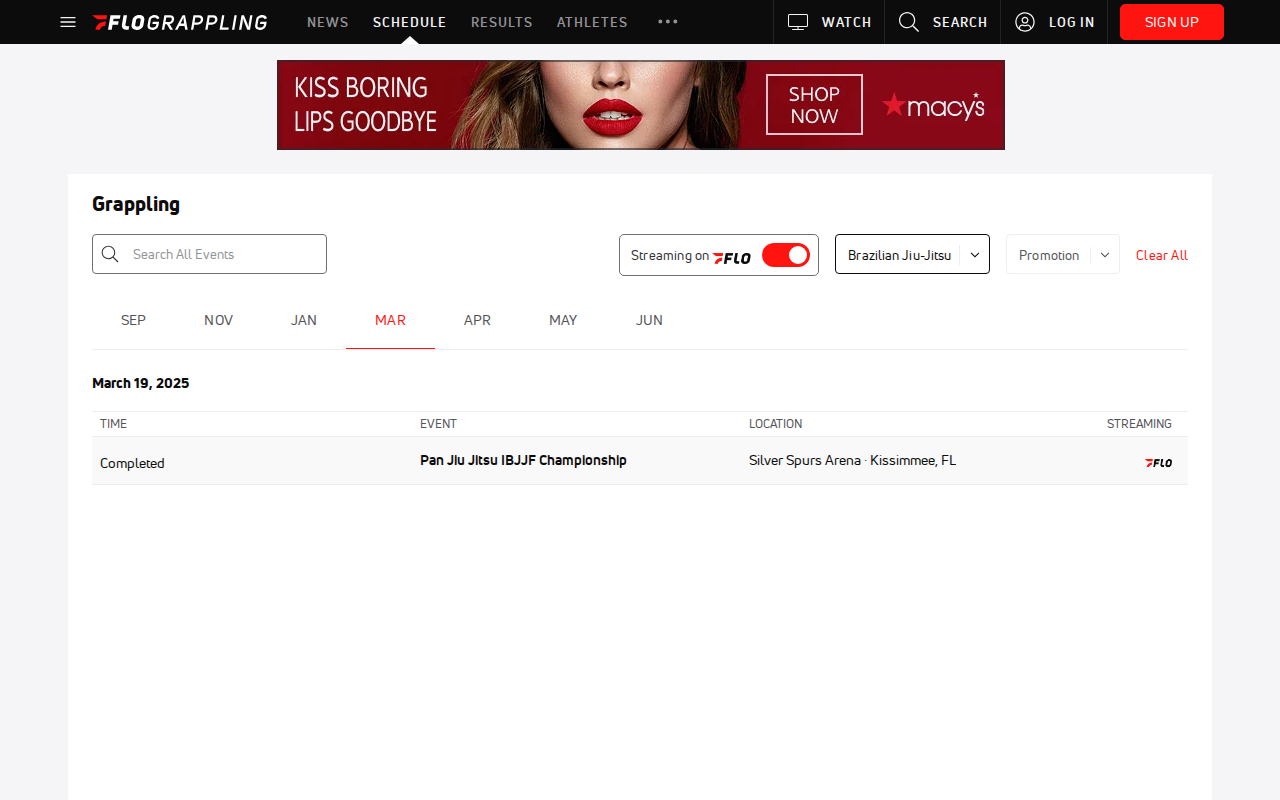 FLOGRAPPLING NEWS SCHEDULE RESULTS ATHLETES WATCH SEARCH LOG IN SIGN UP
KISS BORING
LIPS GOODBYE
SHOP
NOW
macy's
Grappling
Search All Events
Streaming on FLO
Brazilian Jiu-Jitsu
Promotion
Clear All
SEP NOV JAN MAR APR MAY JUN
March 19, 2025
TIME EVENT LOCATION STREAMING
Completed Pan Jiu Jitsu IBJJF Championship Silver Spurs Arena · Kissimmee, FL FLO